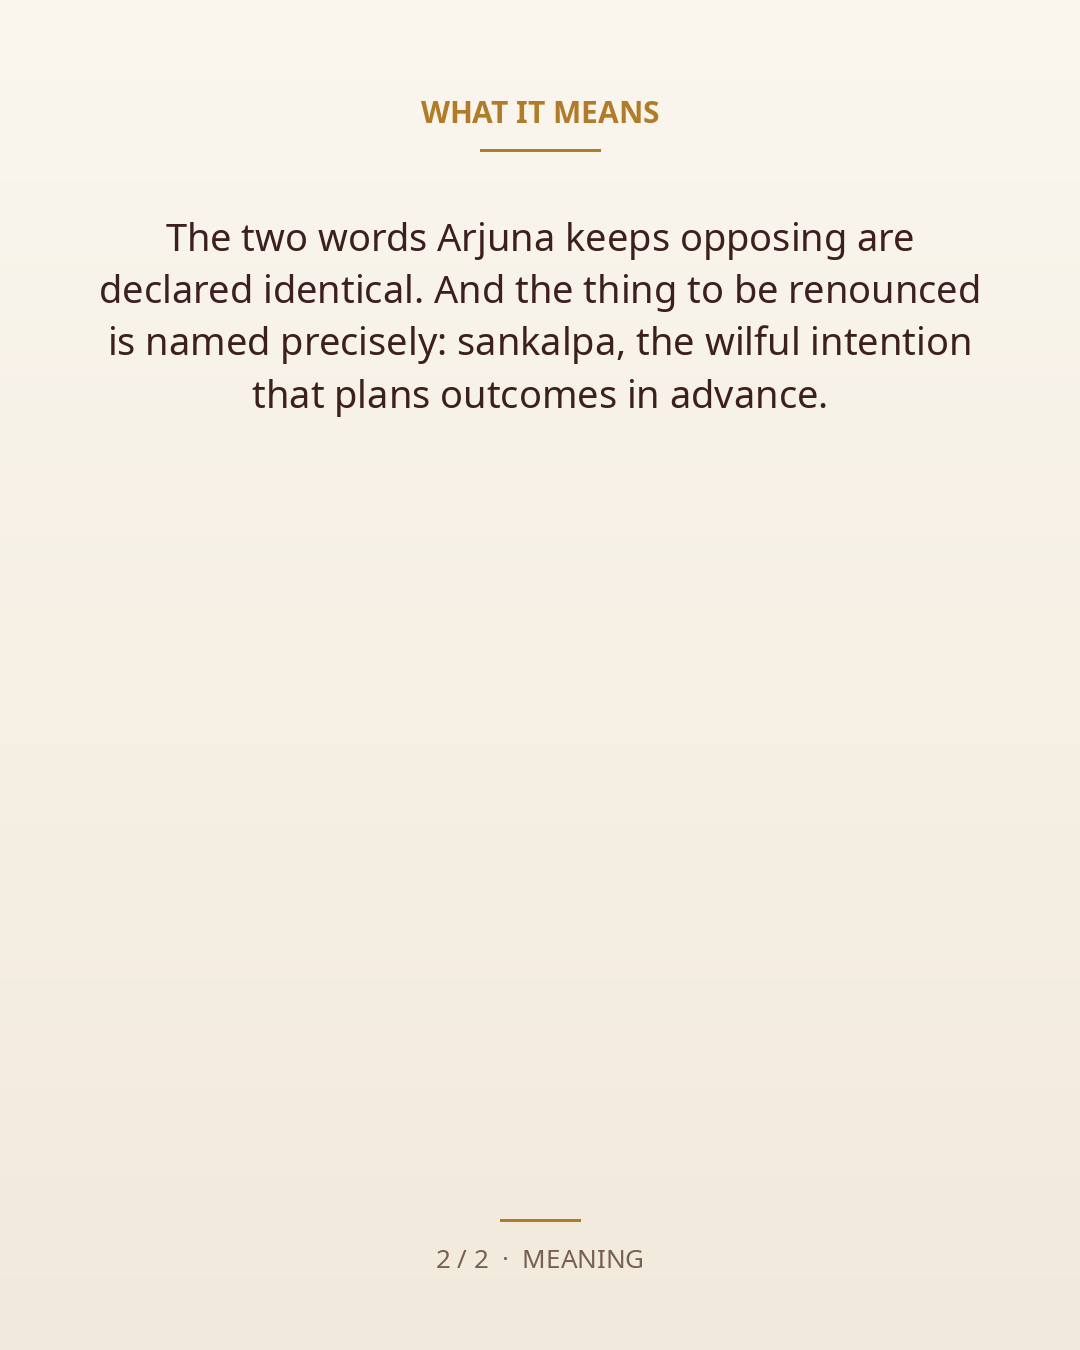 WHAT IT MEANS
The two words Arjuna keeps opposing are
declared identical. And the thing to be renounced
is named precisely: sankalpa, the wilful intention
that plans outcomes in advance.
2 / 2 · MEANING